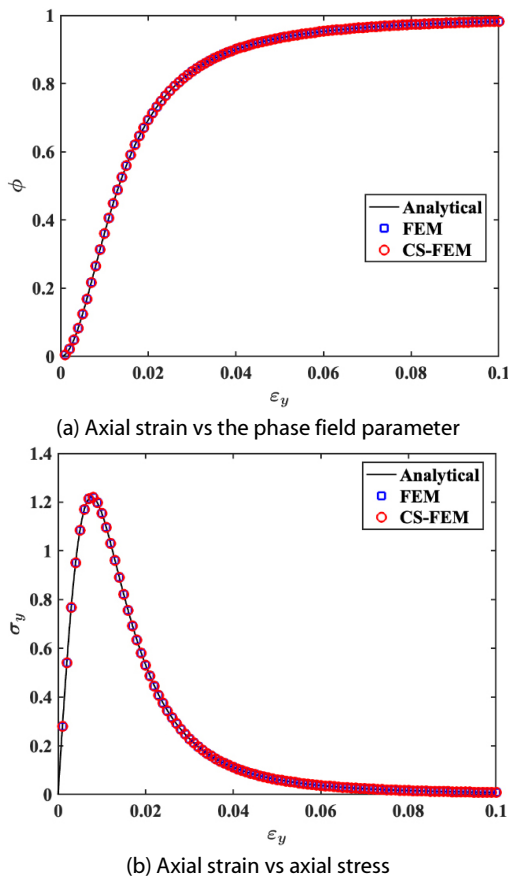 1
0.8
0.6
0.4
0.2
0
ϕ
Analytical
FEM
CS-FEM
0 0.02 0.04 0.06 0.08 0.1
εy
(a) Axial strain vs the phase field parameter
1.4
1.2
1
0.8
0.6
0.4
0.2
0
σy
Analytical
FEM
CS-FEM
0 0.02 0.04 0.06 0.08 0.1
εy
(b) Axial strain vs axial stress